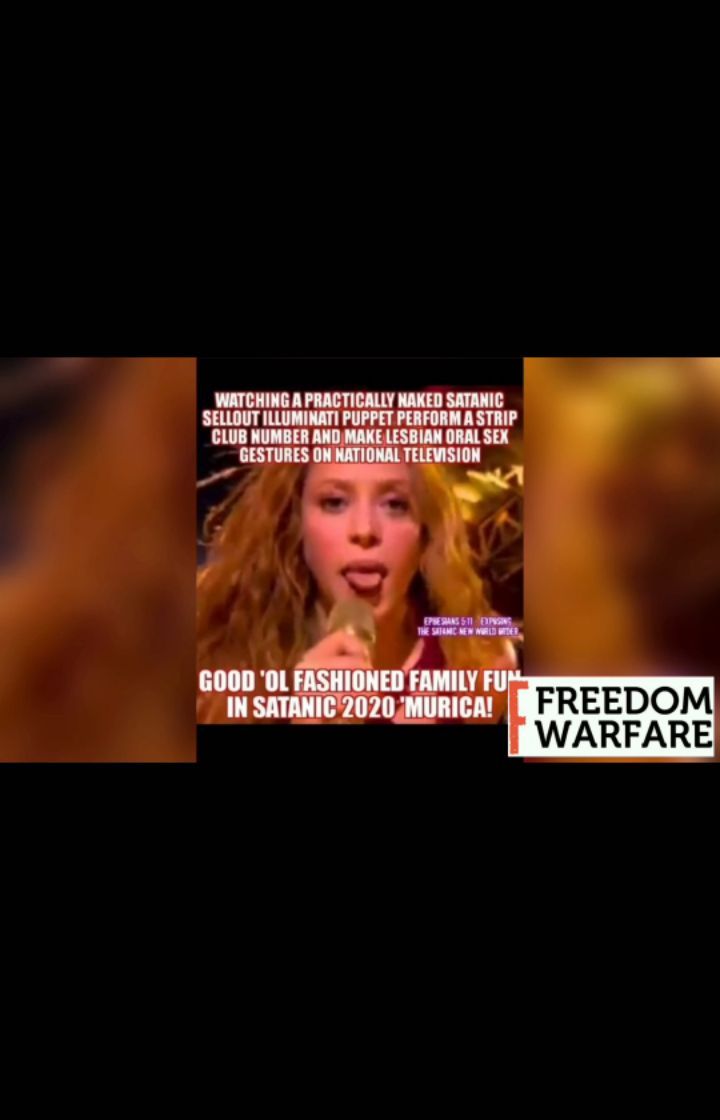 WATCHING A PRACTICALLY NAKED SATANIC
SELLOUT ILLUMINATI PUPPET PERFORM A STRIP
CLUB NUMBER AND MAKE LESBIAN ORAL SEX
GESTURES ON NATIONAL TELEVISION
EPHESIANS 5:11 EXPOSING
THE SATANIC NEW WORLD ORDER
GOOD 'OL FASHIONED FAMILY FUN
IN SATANIC 2020 'MURICA!
FREEDOM
WARFARE